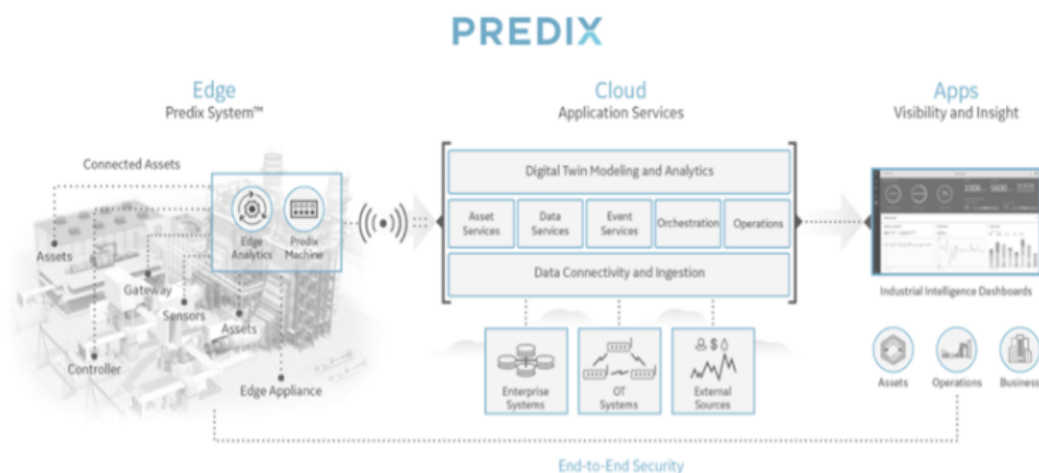 PREDIX
Edge
Predix System™
Cloud
Application Services
Apps
Visibility and Insight
Connected Assets
Edge
Analytics
Predix
Machine
Assets
Gateway
Sensors
Assets
Controller
Edge Appliance
Digital Twin Modeling and Analytics
Asset
Services
Data
Services
Event
Services
Orchestration
Operations
Data Connectivity and Ingestion
Enterprise
Systems
OT
Systems
External
Sources
1006
5600
Industrial Intelligence Dashboards
Assets
Operations
Business
End-to-End Security